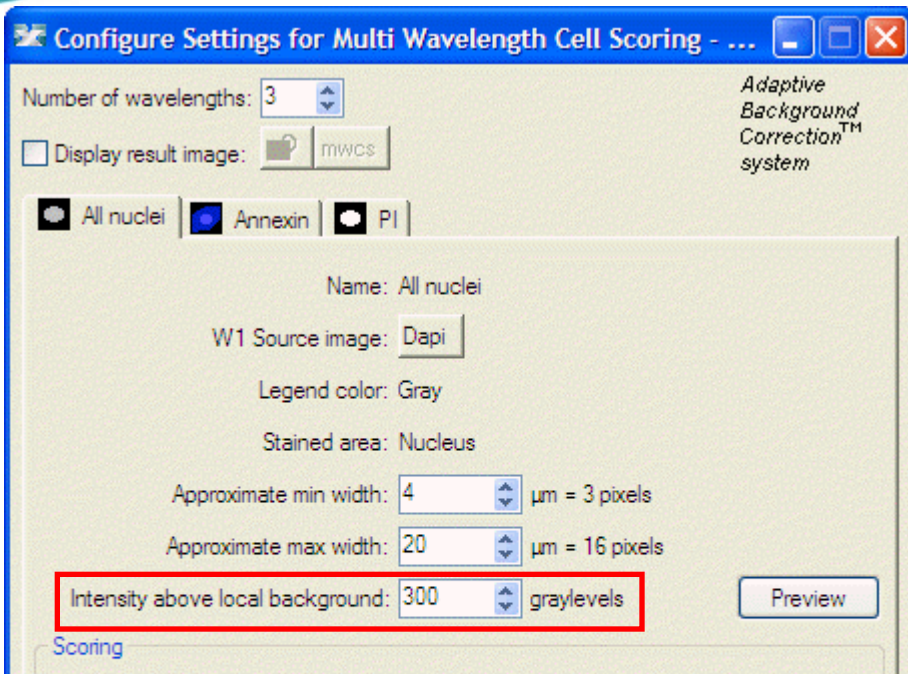 Configure Settings for Multi Wavelength Cell Scoring - ...
Number of wavelengths: 3
Adaptive
Background
Correction™
system
Display result image: mwcs
All nuclei Annexin PI
Name: All nuclei
W1 Source image: Dapi
Legend color: Gray
Stained area: Nucleus
Approximate min width: 4 µm = 3 pixels
Approximate max width: 20 µm = 16 pixels
Intensity above local background: 300 graylevels Preview
Scoring